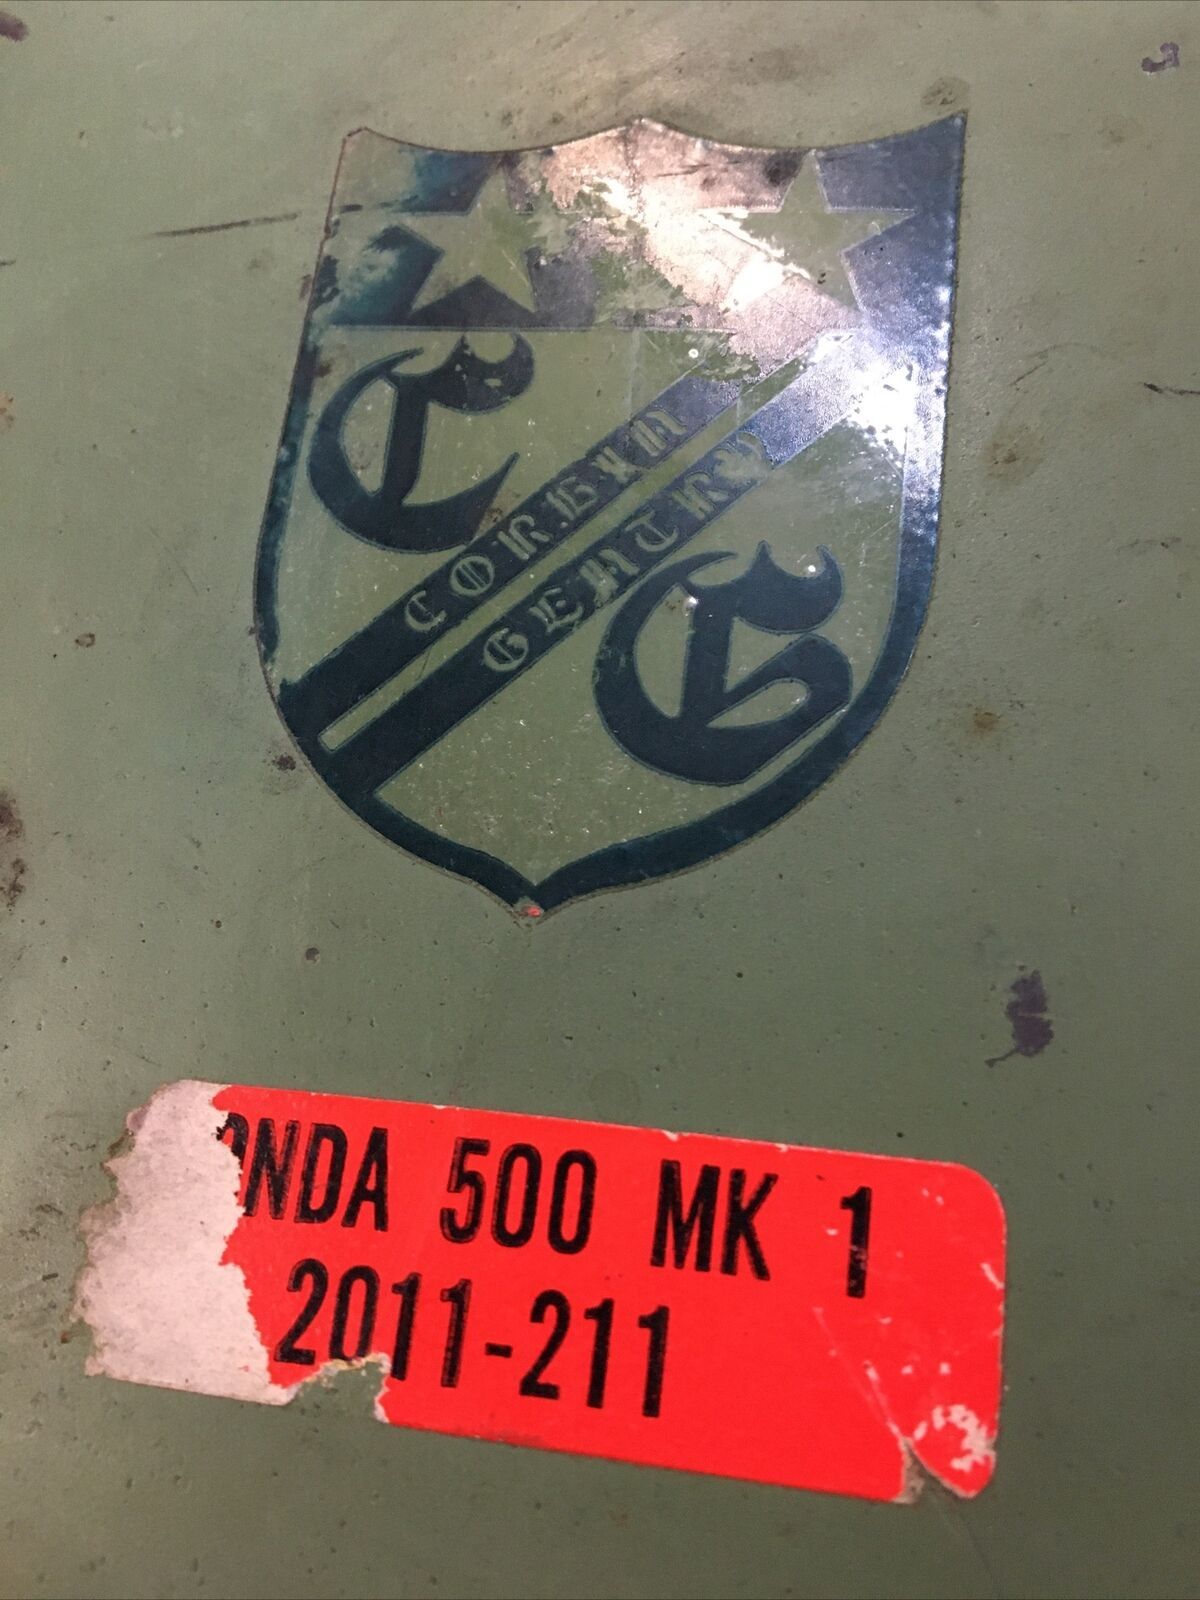 C
CORBIN
GENTRY
G
ONDA 500 MK 1
2011-211